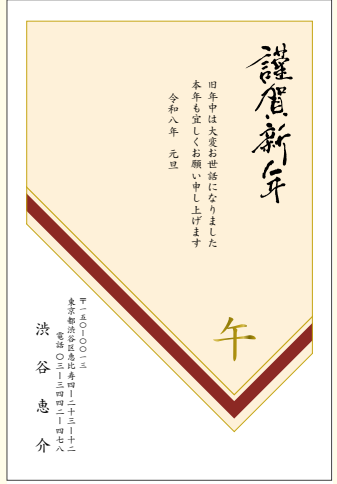 謹賀新年
旧年中は大変お世話になりました
本年も宜しくお願い申し上げます
令和八年　元旦
午
〒一五〇－〇〇一三
東京都渋谷区恵比寿四－二十三－十二
電話 〇三－三四四二－四七八
渋谷恵介